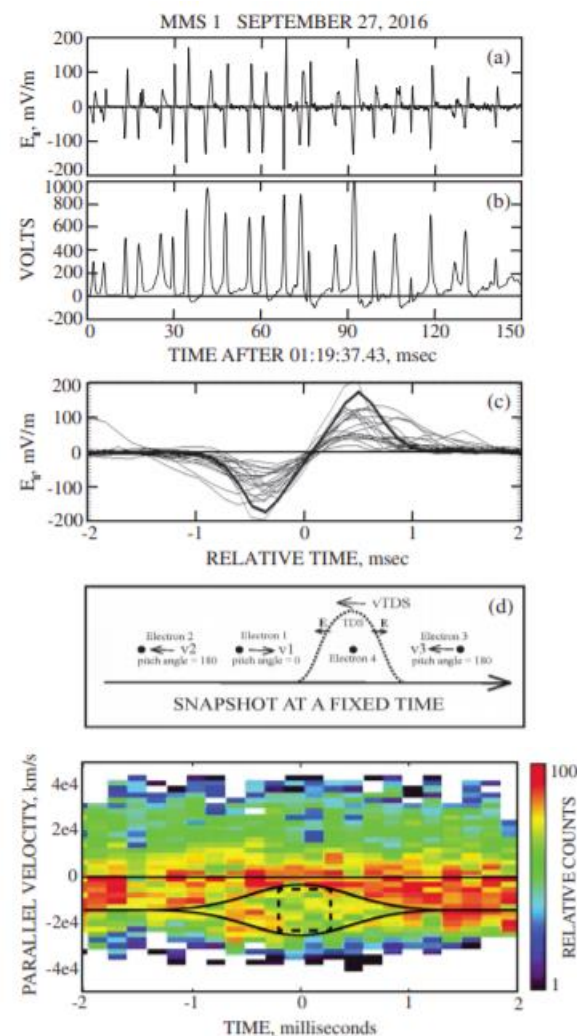 MMS 1 SEPTEMBER 27, 2016
(a)
200
100
0
-100
-200
E||, mV/m
(b)
1000
800
600
400
200
0
-200
VOLTS
0 30 60 90 120 150
TIME AFTER 01:19:37.43, msec
(c)
200
100
0
-100
-200
E||, mV/m
-2 -1 0 1 2
RELATIVE TIME, msec
(d)
vTDS
E TDS E
Electron 2 Electron 1 Electron 3
v2 v1 v3
pitch angle = 180 pitch angle = 0 Electron 4 pitch angle = 180
SNAPSHOT AT A FIXED TIME
PARALLEL VELOCITY, km/s
4e4
2e4
0
-2e4
-4e4
-2 -1 0 1 2
TIME, milliseconds
100
1
RELATIVE COUNTS